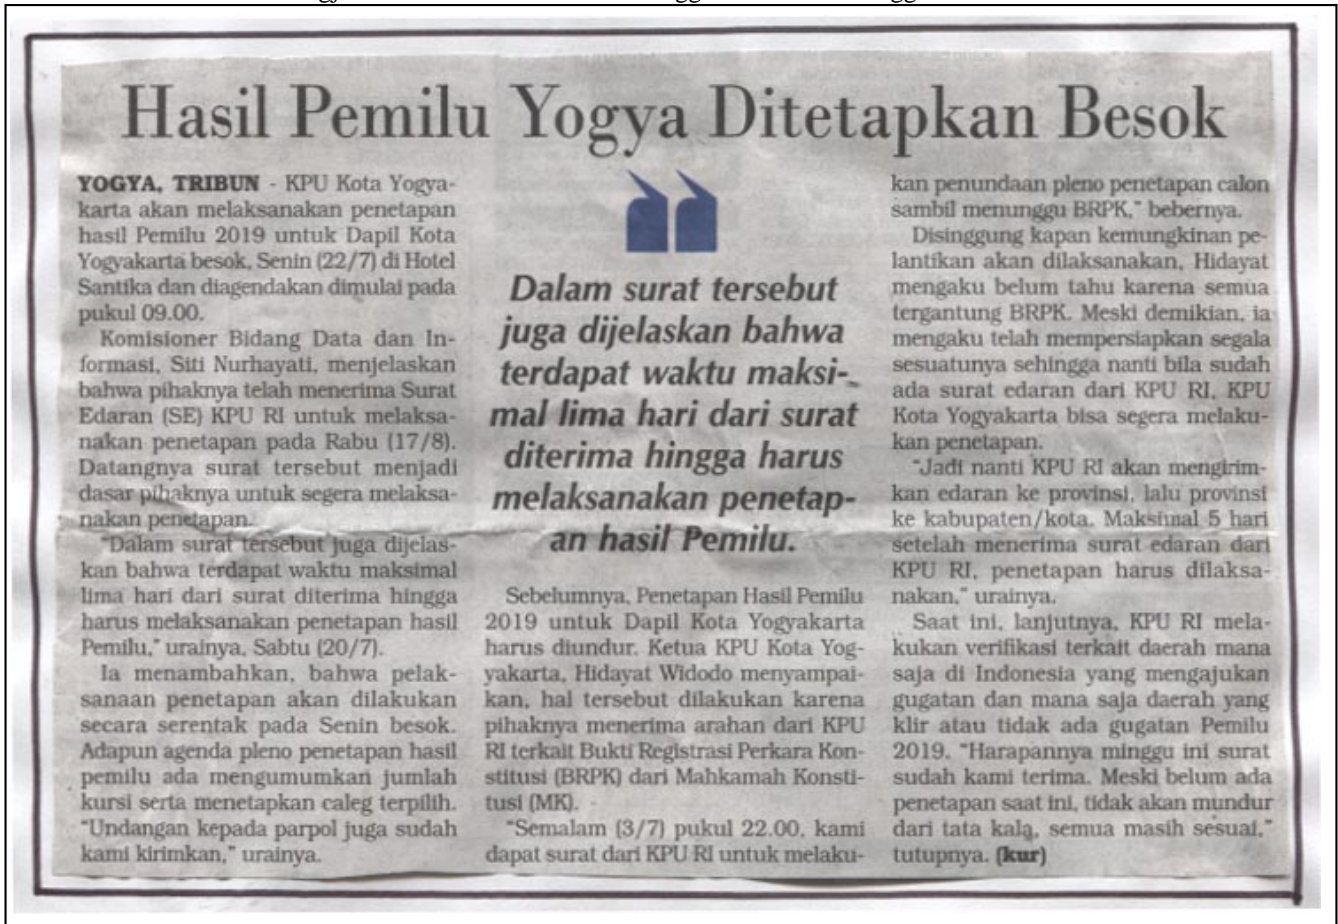 Hasil Pemilu Yogya Ditetapkan Besok
YOGYA, TRIBUN - KPU Kota Yogya-
karta akan melaksanakan penetapan
hasil Pemilu 2019 untuk Dapil Kota
Yogyakarta besok, Senin (22/7) di Hotel
Santika dan diagendakan dimulai pada
pukul 09.00.
Komisioner Bidang Data dan In-
formasi, Siti Nurhayati, menjelaskan
bahwa pihaknya telah menerima Surat
Edaran (SE) KPU RI untuk melaksa-
nakan penetapan pada Rabu (17/8).
Datangnya surat tersebut menjadi
dasar pihaknya untuk segera melaksa-
nakan penetapan.
"Dalam surat tersebut juga dijelas-
kan bahwa terdapat waktu maksimal
lima hari dari surat diterima hingga
harus melaksanakan penetapan hasil
Pemilu," urainya, Sabtu (20/7).
Ia menambahkan, bahwa pelak-
sanaan penetapan akan dilakukan
secara serentak pada Senin besok.
Adapun agenda pleno penetapan hasil
pemilu ada mengumumkan jumlah
kursi serta menetapkan caleg terpilih.
"Undangan kepada parpol juga sudah
kami kirimkan," urainya.
Dalam surat tersebut
juga dijelaskan bahwa
terdapat waktu maksi-
mal lima hari dari surat
diterima hingga harus
melaksanakan penetap-
an hasil Pemilu.
Sebelumnya, Penetapan Hasil Pemilu
2019 untuk Dapil Kota Yogyakarta
harus diundur. Ketua KPU Kota Yog-
yakarta, Hidayat Widodo menyampai-
kan, hal tersebut dilakukan karena
pihaknya menerima arahan dari KPU
RI terkait Bukti Registrasi Perkara Kon-
stitusi (BRPK) dari Mahkamah Konsti-
tusi (MK).
"Semalam (3/7) pukul 22.00, kami
dapat surat dari KPU RI untuk melaku-
kan penundaan pleno penetapan calon
sambil menunggu BRPK," bebernya.
Disinggung kapan kemungkinan pe-
lantikan akan dilaksanakan, Hidayat
mengaku belum tahu karena semua
tergantung BRPK. Meski demikian, ia
mengaku telah mempersiapkan segala
sesuatunya sehingga nanti bila sudah
ada surat edaran dari KPU RI, KPU
Kota Yogyakarta bisa segera melaku-
kan penetapan.
"Jadi nanti KPU RI akan mengirim-
kan edaran ke provinsi, lalu provinsi
ke kabupaten/kota. Maksimal 5 hari
setelah menerima surat edaran dari
KPU RI, penetapan harus dilaksa-
nakan," urainya.
Saat ini, lanjutnya, KPU RI mela-
kukan verifikasi terkait daerah mana
saja di Indonesia yang mengajukan
gugatan dan mana saja daerah yang
klir atau tidak ada gugatan Pemilu
2019. "Harapannya minggu ini surat
sudah kami terima. Meski belum ada
penetapan saat ini, tidak akan mundur
dari tata kala, semua masih sesuai,"
tutupnya. (kur)